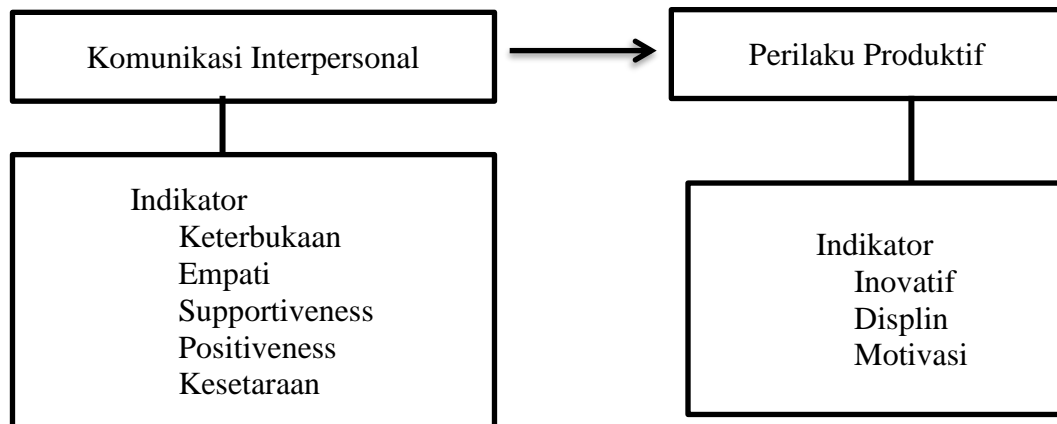 Komunikasi Interpersonal
Perilaku Produktif
Indikator
Keterbukaan
Empati
Supportiveness
Positiveness
Kesetaraan
Indikator
Inovatif
Displin
Motivasi